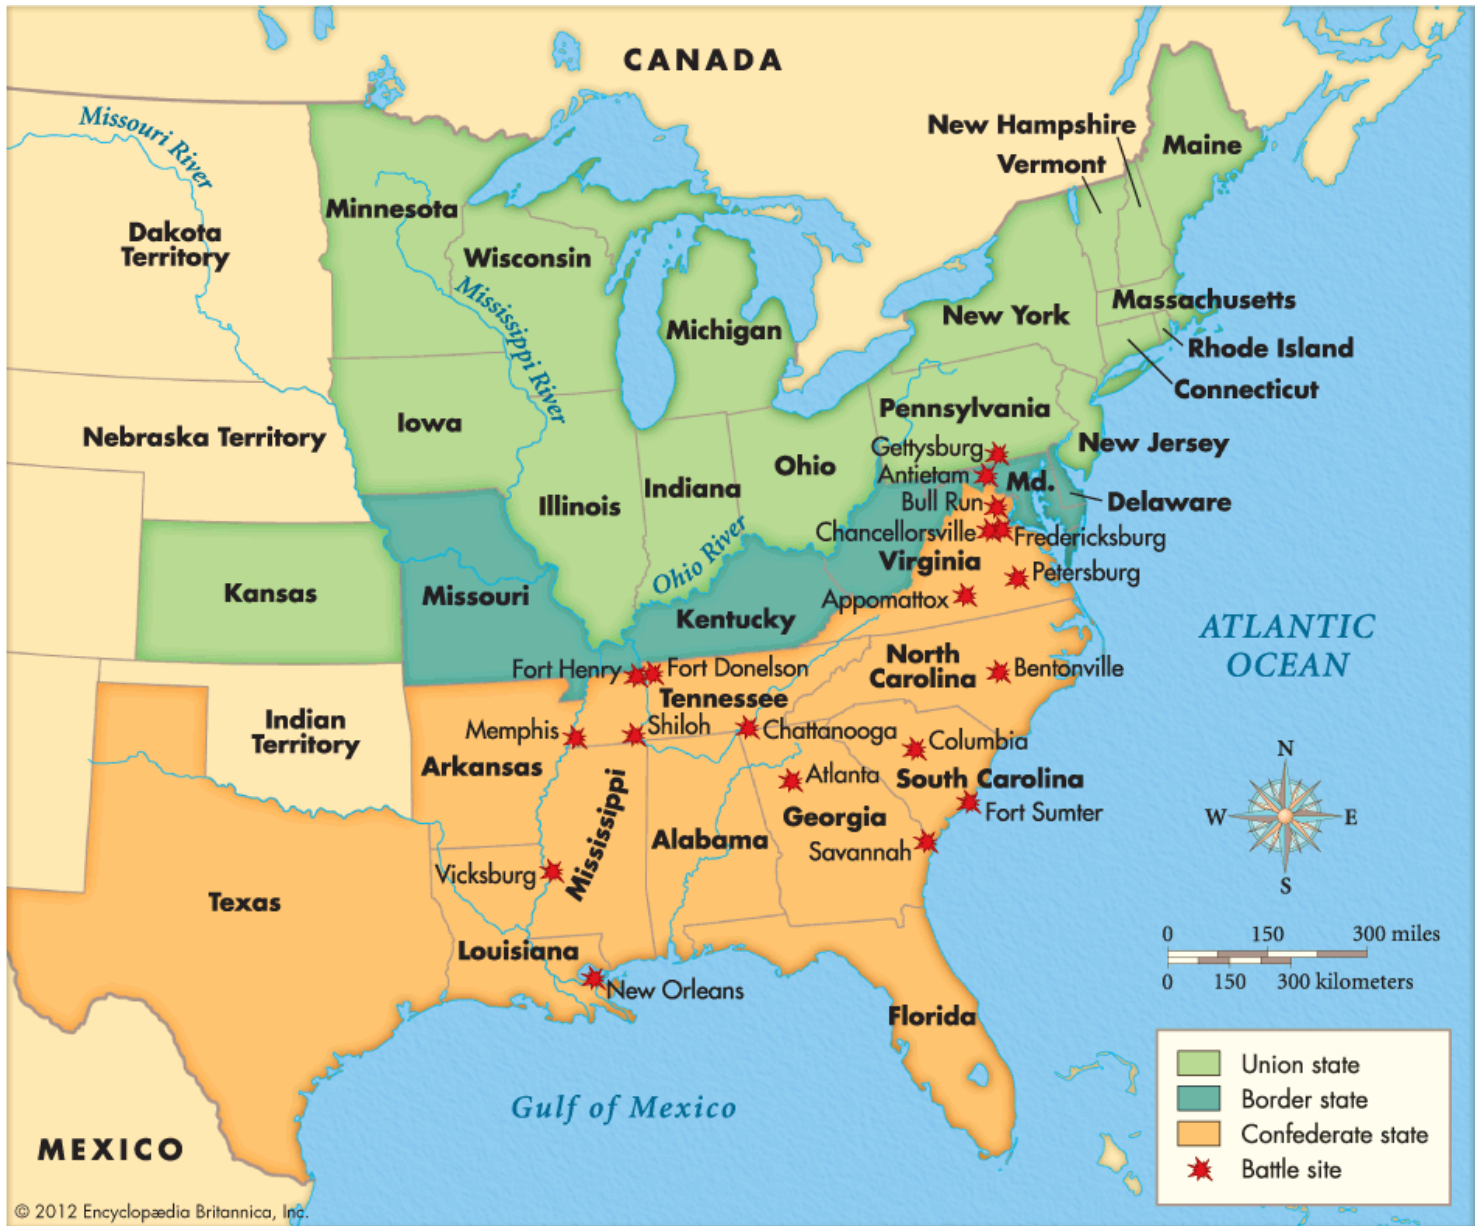 CANADA
Missouri River
New Hampshire
Vermont
Maine
Minnesota
Dakota
Territory
Wisconsin
Mississippi River
Massachusetts
New York
Michigan
Rhode Island
Connecticut
Pennsylvania
Iowa
Nebraska Territory
Gettysburg
New Jersey
Ohio
Antietam
Md.
Indiana
Illinois
Bull Run
Delaware
Chancellorsville
Fredericksburg
Ohio River
Virginia
Petersburg
Kansas
Missouri
Appomattox
Kentucky
ATLANTIC
OCEAN
North
Carolina
Fort Henry
Fort Donelson
Bentonville
Tennessee
Indian
Territory
Memphis
Shiloh
Chattanooga
Columbia
Arkansas
Atlanta
South Carolina
N
W
E
S
Mississippi
Georgia
Fort Sumter
Alabama
Savannah
Vicksburg
Texas
Louisiana
0 150 300 miles
0 150 300 kilometers
New Orleans
Florida
Gulf of Mexico
MEXICO
Union state
Border state
Confederate state
Battle site
© 2012 Encyclopædia Britannica, Inc.